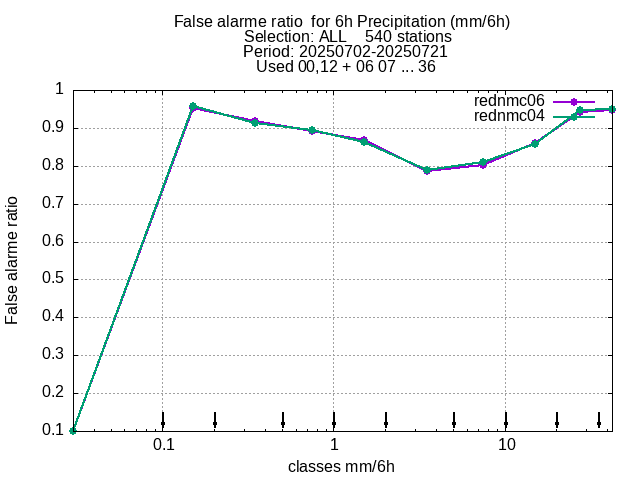 False alarme ratio  for 6h Precipitation (mm/6h)
Selection: ALL    540 stations
Period: 20250702-20250721
Used 00,12 + 06 07 ... 36
rednmc06
rednmc04
1
0.9
0.8
0.7
0.6
0.5
0.4
0.3
0.2
0.1
False alarme ratio
0.1 1 10
classes mm/6h